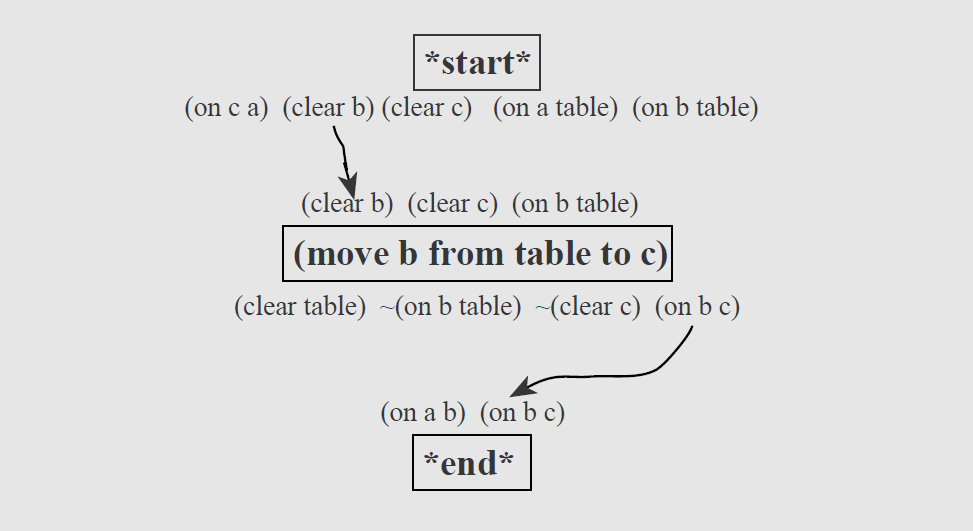 *start*
(on c a) (clear b) (clear c) (on a table) (on b table)
(clear b) (clear c) (on b table)
(move b from table to c)
(clear table) ~(on b table) ~(clear c) (on b c)
(on a b) (on b c)
*end*